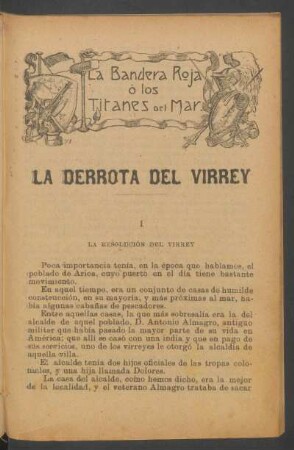 La Bandera Roja
ó los
Titanes del Mar
LA DERROTA DEL VIRREY
I
LA RESOLUCIÓN DEL VIRREY
Poca importancia tenía, en la época que hablamos, el
poblado de Arica, cuyo puerto en el día tiene bastante
movimiento.
En aquel tiempo, era un conjunto de casas de humilde
construcción, en su mayoría, y más próximas al mar, ha-
bía algunas cabañas de pescadores.
Entre aquellas casas, la que más sobresalía era la del
alcalde de aquel poblado, D. Antonio Almagro, antiguo
militar que había pasado la mayor parte de su vida en
América; que allí se casó con una india y que en pago de
sus servicios, uno de los virreyes le otorgó la alcaldía de
aquella villa.
El alcalde tenía dos hijos oficiales de las tropas colo-
niales, y una hija llamada Dolores.
La casa del alcalde, como hemos dicho, era la mejor
de la localidad, y el veterano Almagro trataba de sacar